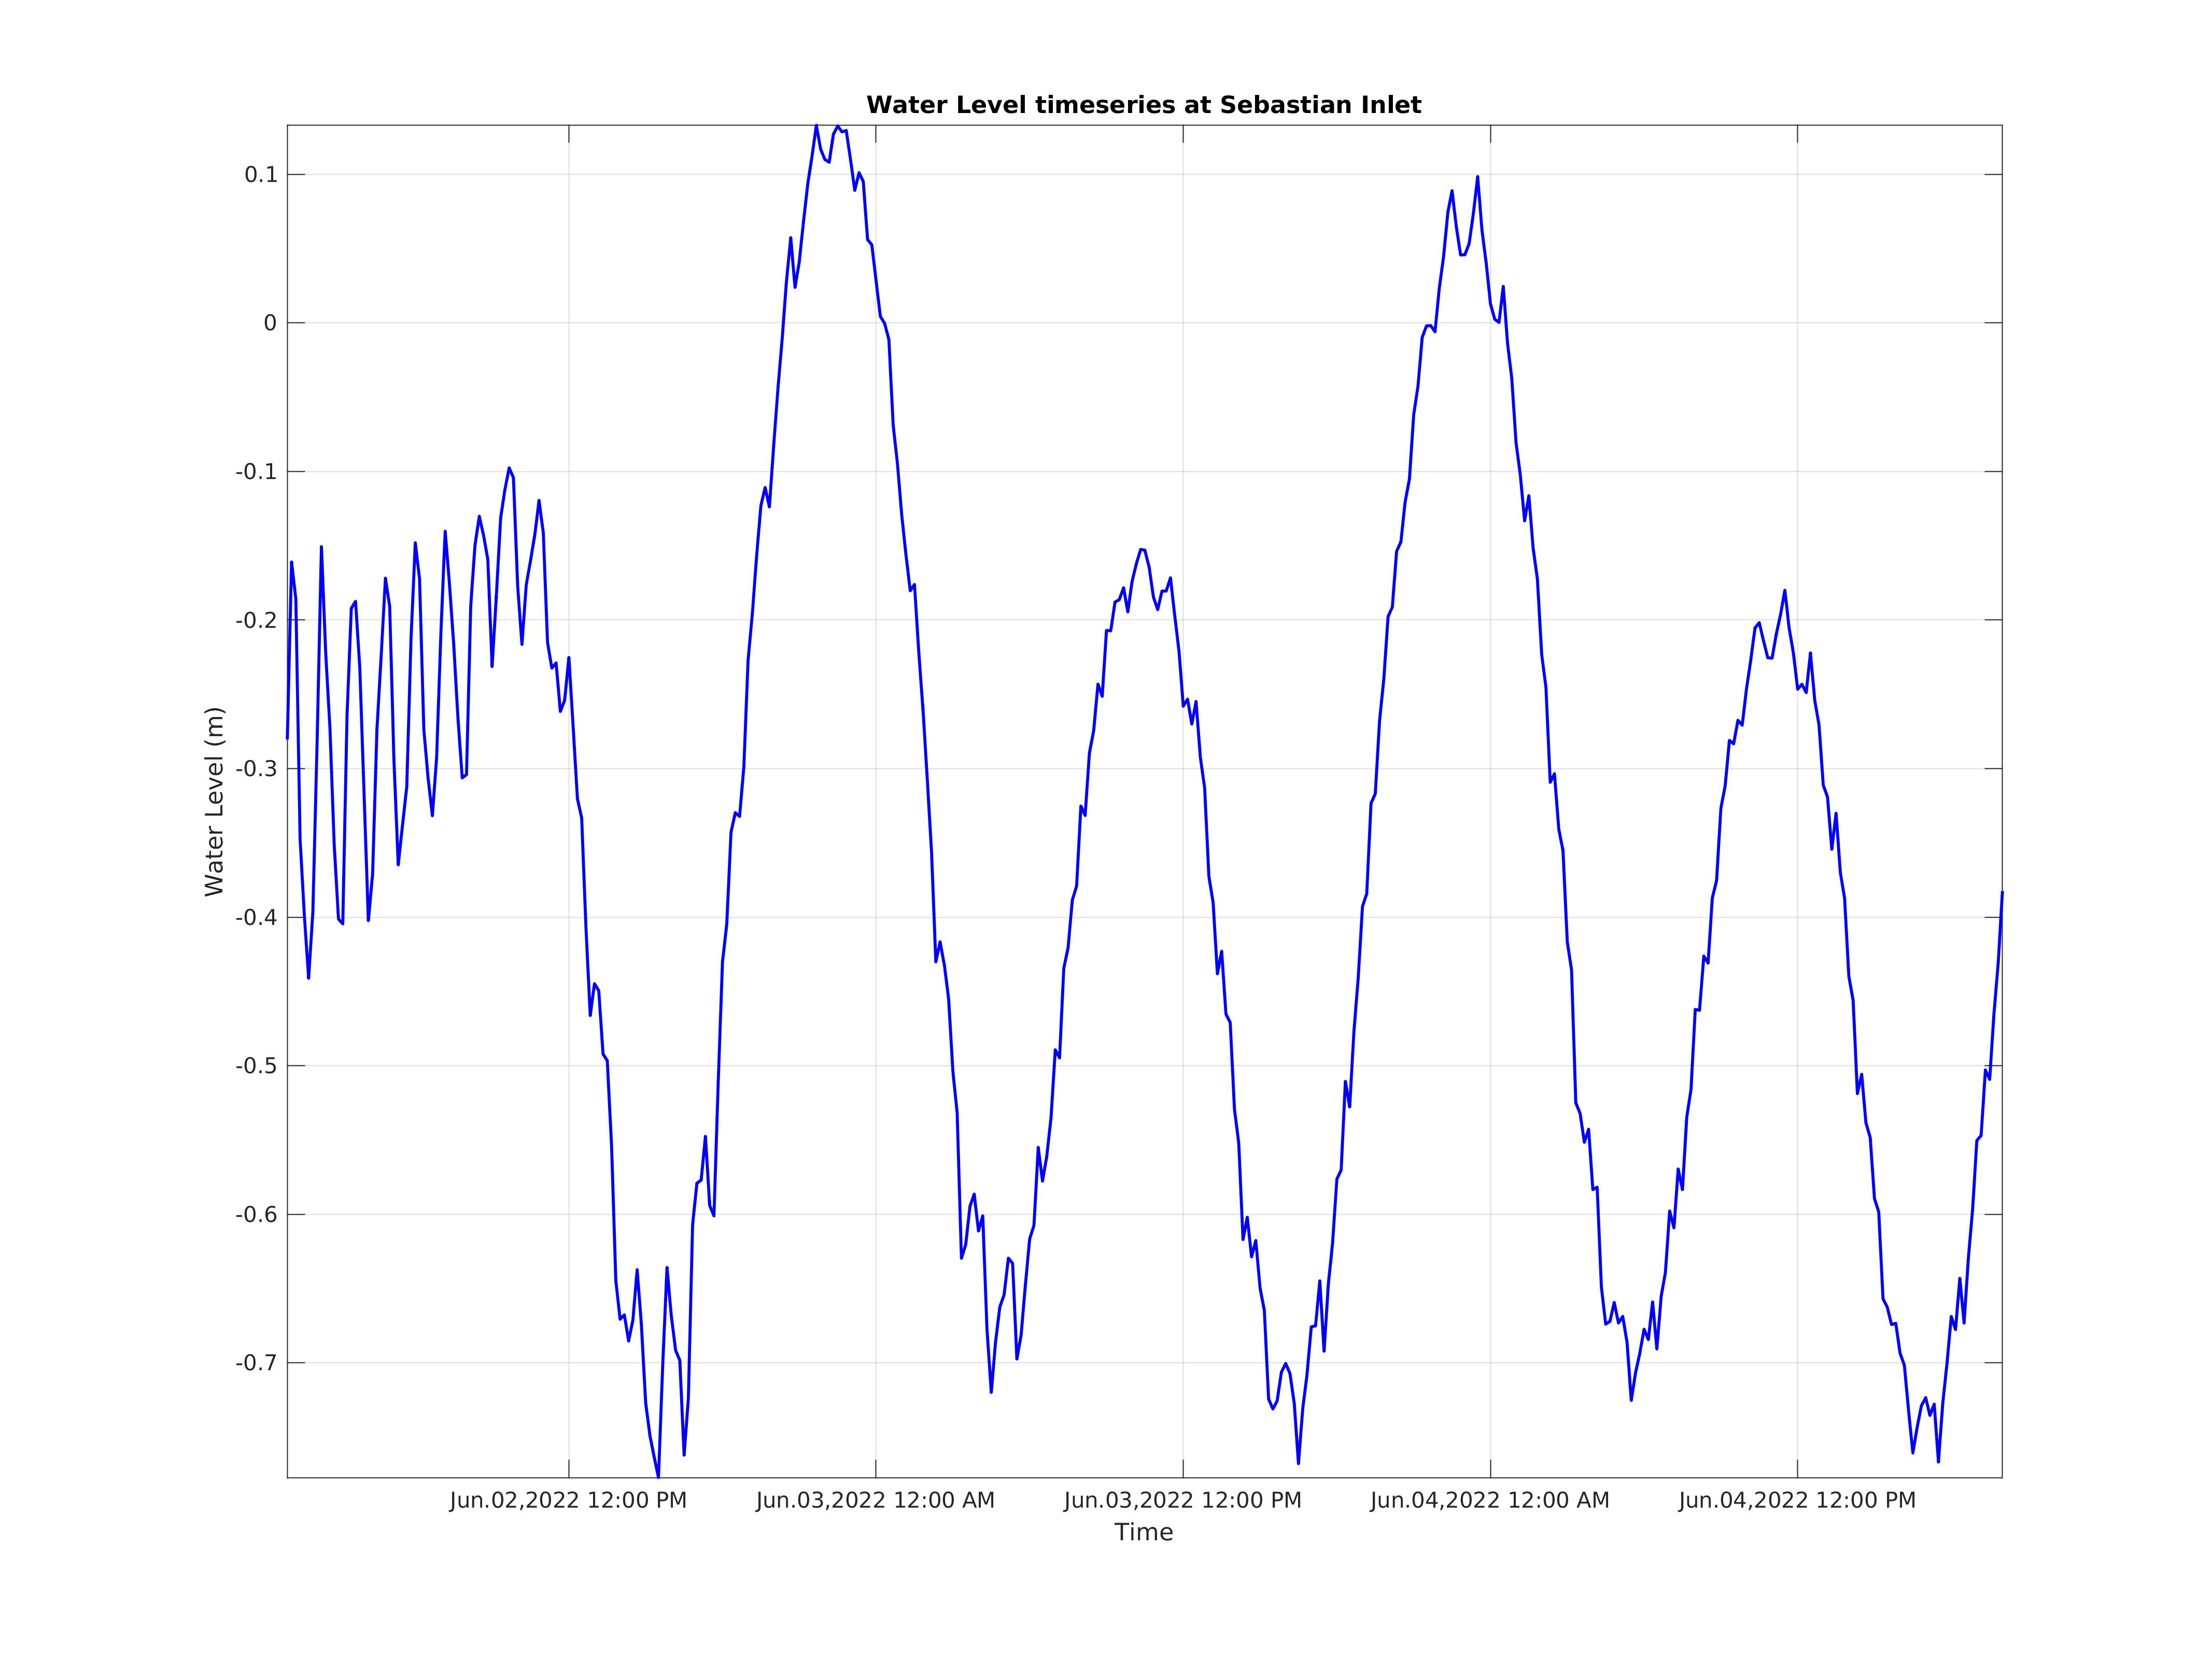 Water Level timeseries at Sebastian Inlet
0.1
0
-0.1
-0.2
-0.3
-0.4
-0.5
-0.6
-0.7
Water Level (m)
Jun.02,2022 12:00 PM
Jun.03,2022 12:00 AM
Jun.03,2022 12:00 PM
Jun.04,2022 12:00 AM
Jun.04,2022 12:00 PM
Time